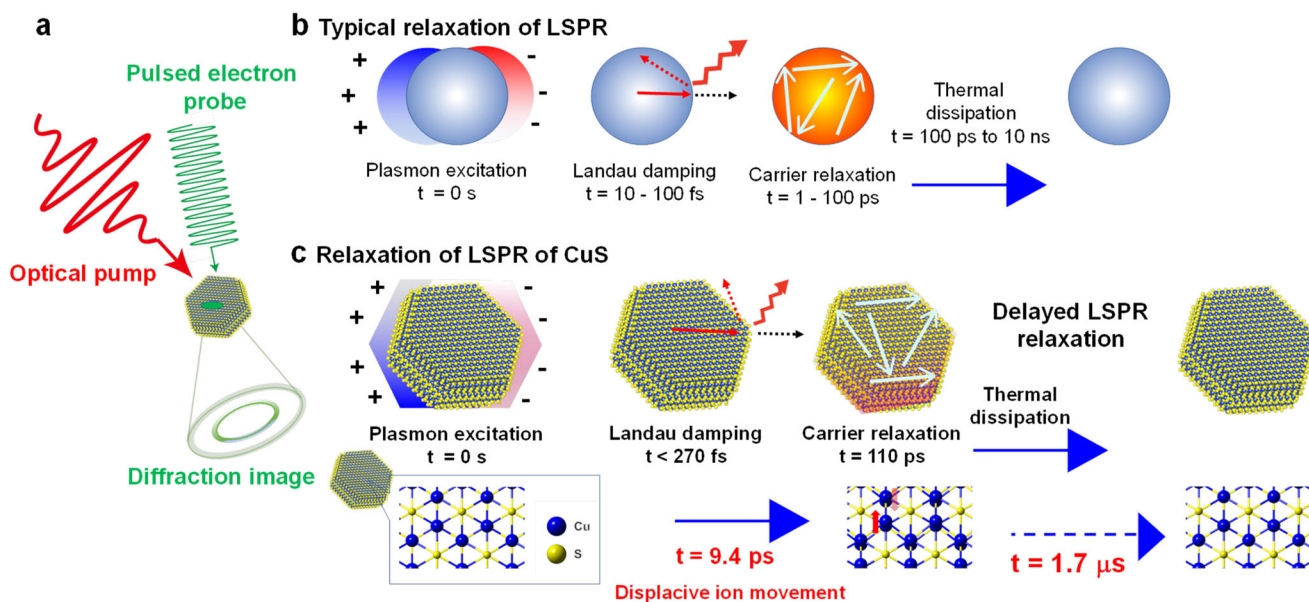 a
Pulsed electron
probe
Optical pump
Diffraction image
b
Typical relaxation of LSPR
+
+
+
-
-
-
Plasmon excitation
t = 0 s
Landau damping
t = 10 - 100 fs
Carrier relaxation
t = 1 - 100 ps
Thermal
dissipation
t = 100 ps to 10 ns
c
Relaxation of LSPR of CuS
+
+
+
+
-
-
-
-
Plasmon excitation
t = 0 s
Landau damping
t < 270 fs
Carrier relaxation
t = 110 ps
Delayed LSPR
relaxation
Thermal
dissipation
Cu
S
t = 9.4 ps
Displacive ion movement
t = 1.7 μs